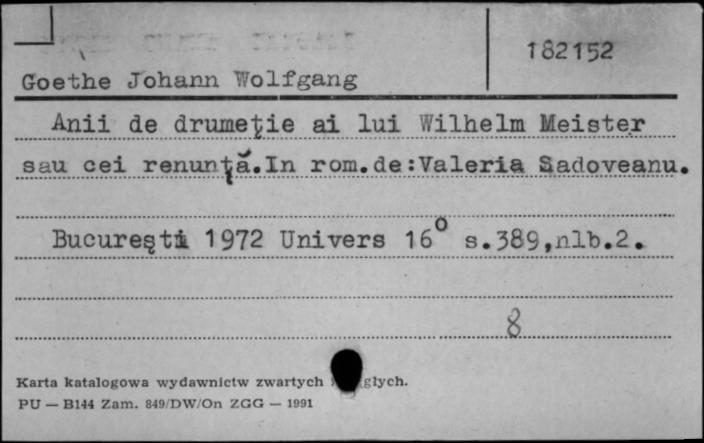 182152
Goethe Johann Wolfgang
Anii de drumeţie ai lui Wilhelm Meister
sau cei renunţă.In rom.de:Valeria Sadoveanu.
Bucureşti 1972 Univers 16° s.389,nlb.2.
8
Karta katalogowa wydawnictw zwartych
PU — B144 Zam. 849/DW/On ZGG — 1991